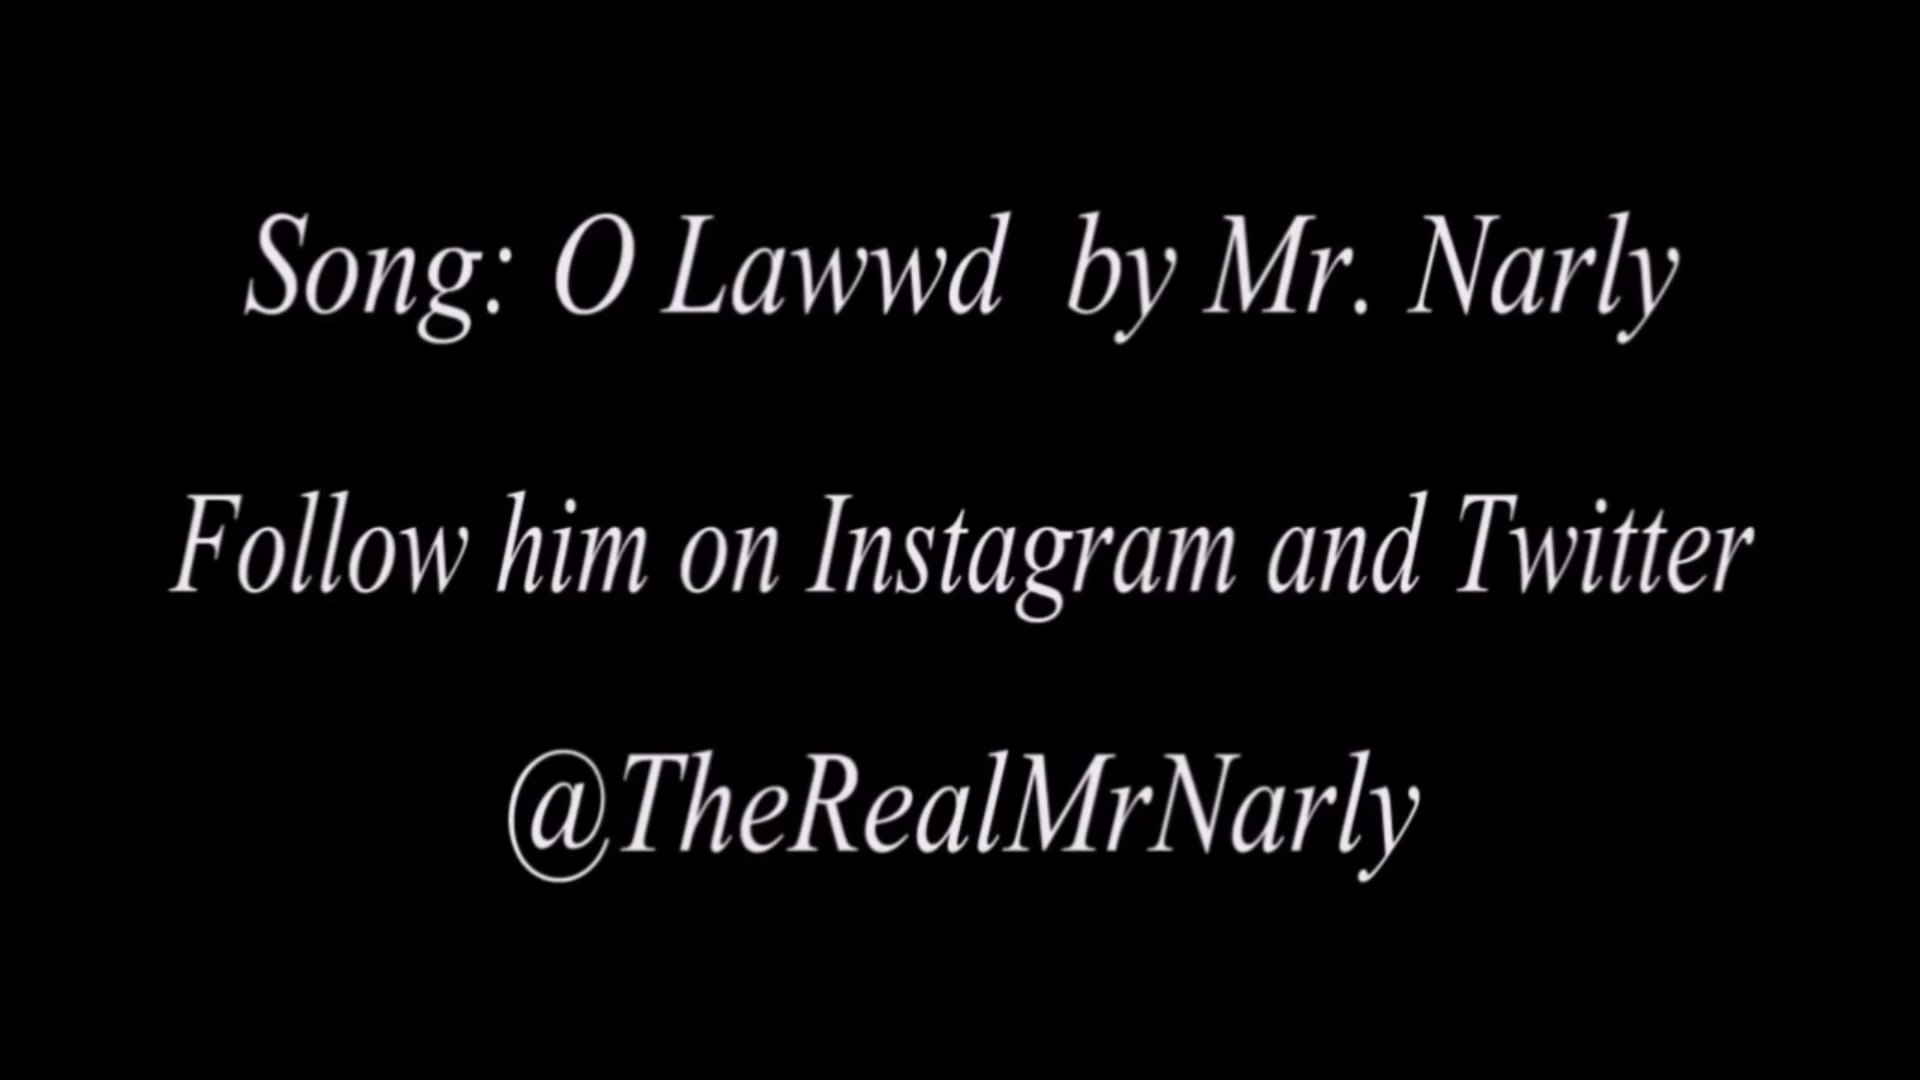 Song: O Lawwd by Mr. Narly
Follow him on Instagram and Twitter
@TheRealMrNarly